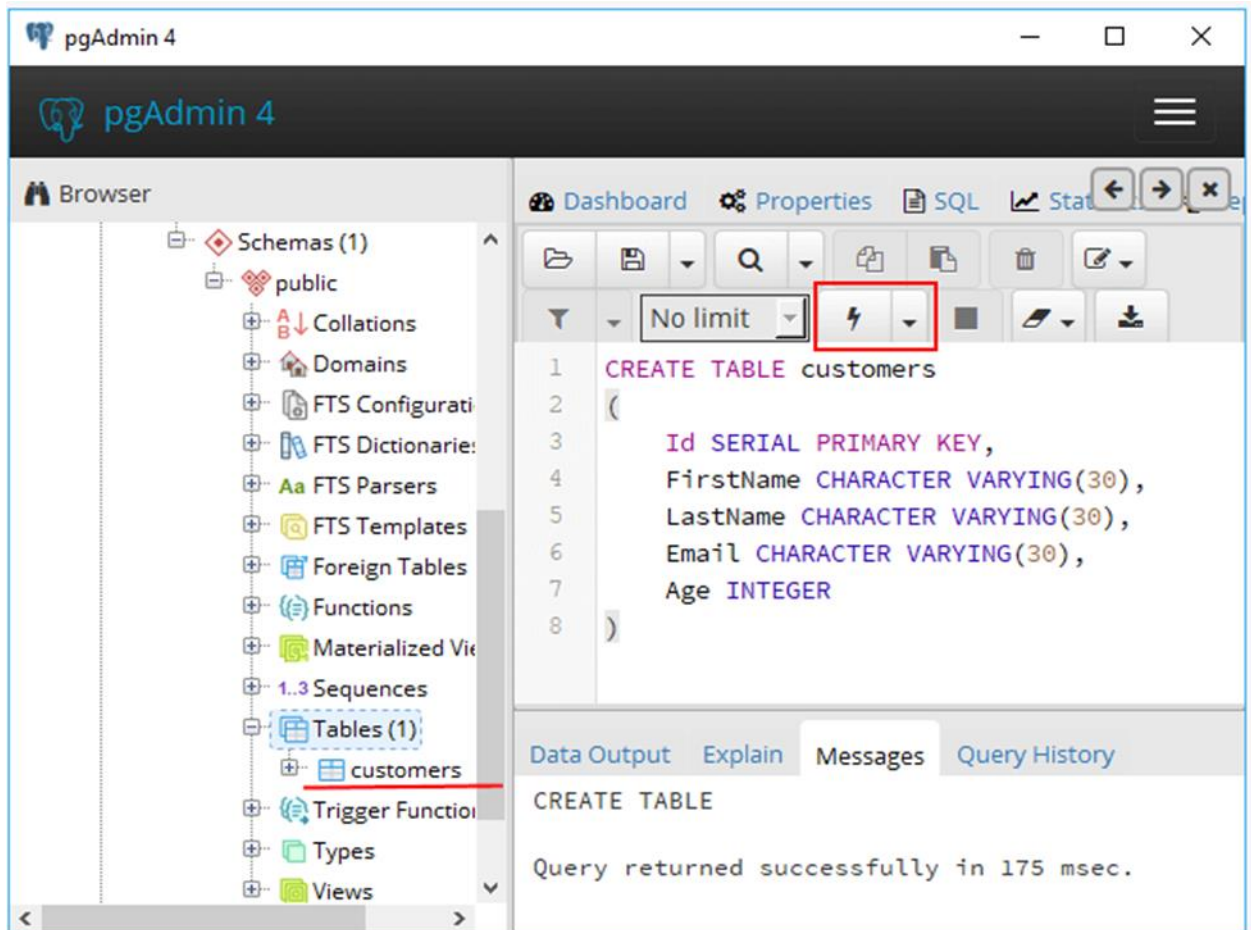 pgAdmin 4
pgAdmin 4
Browser
Schemas (1)
public
Collations
Domains
FTS Configurati
FTS Dictionaries
Aa FTS Parsers
FTS Templates
Foreign Tables
Functions
Materialized Vie
1..3 Sequences
Tables (1)
customers
Trigger Function
Types
Views
Dashboard Properties SQL Stat
No limit
1 CREATE TABLE customers
2 (
3 Id SERIAL PRIMARY KEY,
4 FirstName CHARACTER VARYING(30),
5 LastName CHARACTER VARYING(30),
6 Email CHARACTER VARYING(30),
7 Age INTEGER
8 )
Data Output Explain Messages Query History
CREATE TABLE
Query returned successfully in 175 msec.